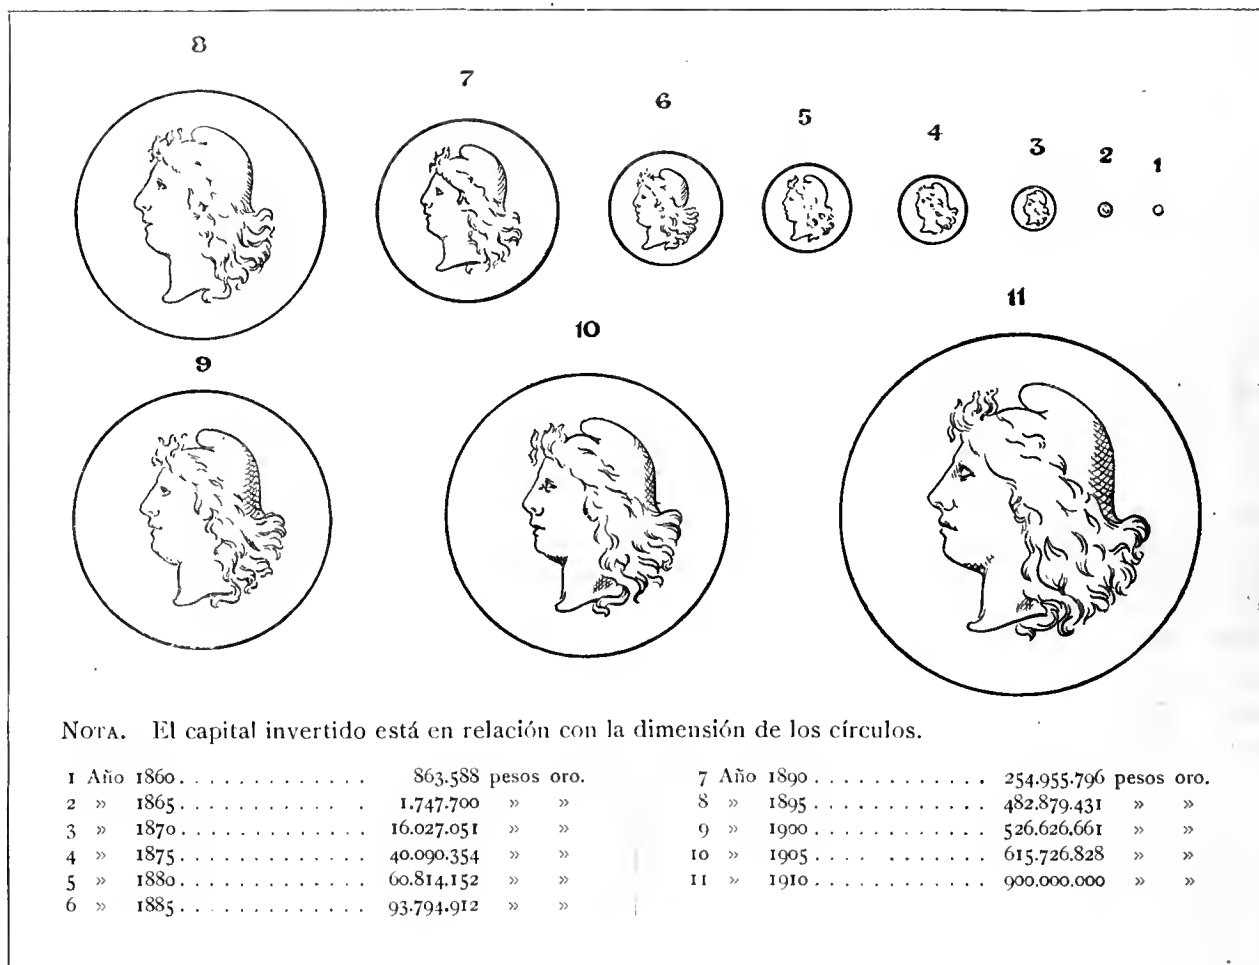 8
7
6
5
4
3
2
1
9
10
11
NOTA. El capital invertido está en relación con la dimensión de los círculos.
1 Año 1860. . . . . . . . . . . . . 863.588 pesos oro.
2 » 1865. . . . . . . . . . . . . 1.747.700 » »
3 » 1870. . . . . . . . . . . . . 16.027.051 » »
4 » 1875. . . . . . . . . . . . . 40.090.354 » »
5 » 1880. . . . . . . . . . . . . 60.814.152 » »
6 » 1885. . . . . . . . . . . . . 93.794.912 » »
7 Año 1890. . . . . . . . . . . . 254.955.796 pesos oro.
8 » 1895. . . . . . . . . . . . 482.879.431 » »
9 » 1900. . . . . . . . . . . . 526.626.661 » »
10 » 1905. . . . . . . . . . . 615.726.828 » »
11 » 1910. . . . . . . . . . . . 900.000.000 » »